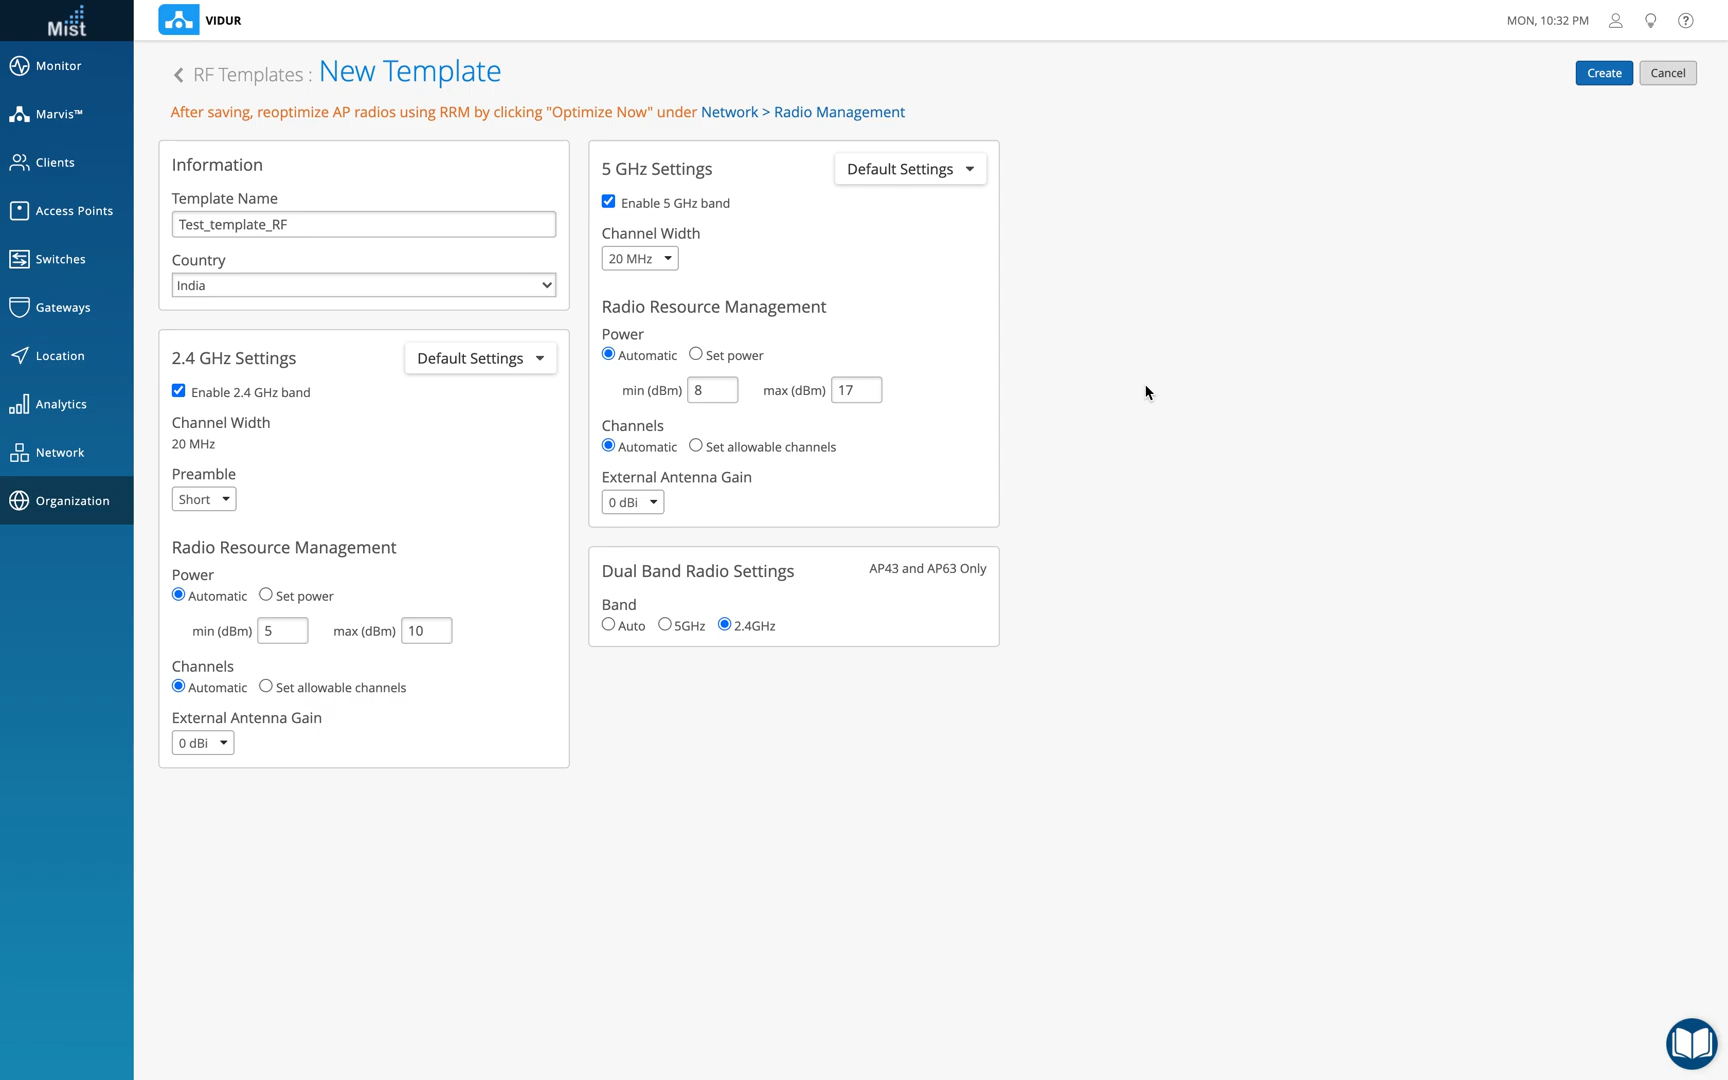 Mist
VIDUR
MON, 10:32 PM
Monitor
Marvis™
Clients
Access Points
Switches
Gateways
Location
Analytics
Network
Organization
RF Templates : New Template
Create
Cancel
After saving, reoptimize AP radios using RRM by clicking "Optimize Now" under Network > Radio Management
Information
Template Name
Test_template_RF
Country
India
2.4 GHz Settings
Default Settings
Enable 2.4 GHz band
Channel Width
20 MHz
Preamble
Short
Radio Resource Management
Power
Automatic Set power
min (dBm) 5 max (dBm) 10
Channels
Automatic Set allowable channels
External Antenna Gain
0 dBi
5 GHz Settings
Default Settings
Enable 5 GHz band
Channel Width
20 MHz
Radio Resource Management
Power
Automatic Set power
min (dBm) 8 max (dBm) 17
Channels
Automatic Set allowable channels
External Antenna Gain
0 dBi
Dual Band Radio Settings
AP43 and AP63 Only
Band
Auto 5GHz 2.4GHz